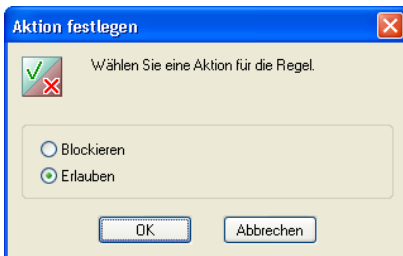 Aktion festlegen
Wählen Sie eine Aktion für die Regel.
Blockieren
Erlauben
OK
Abbrechen